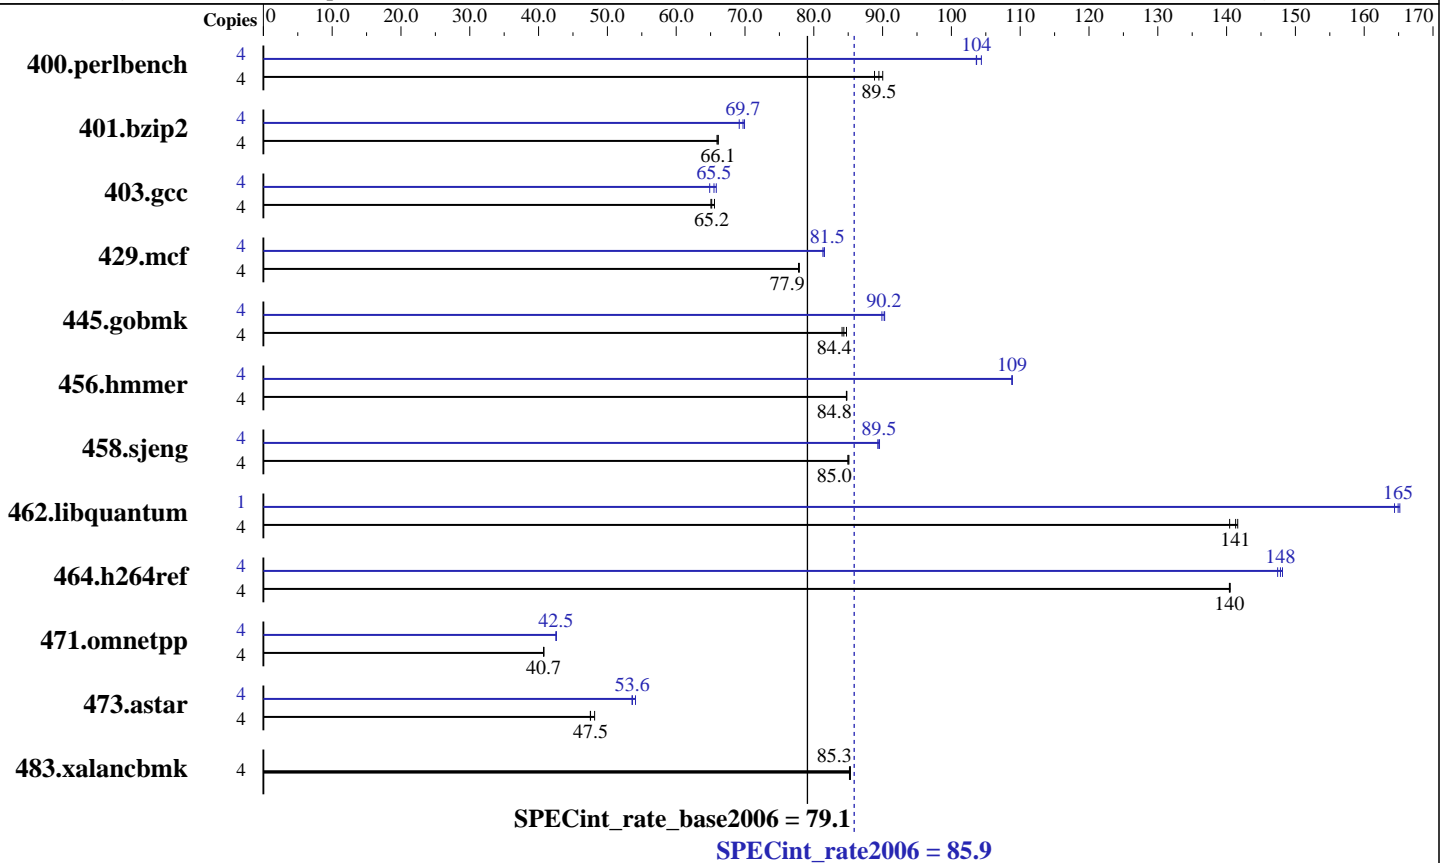 Copies 0 10.0 20.0 30.0 40.0 50.0 60.0 70.0 80.0 90.0 100 110 120 130 140 150 160 170
400.perlbench 4 104
4 89.5
401.bzip2 4 69.7
4 66.1
403.gcc 4 65.5
4 65.2
429.mcf 4 81.5
4 77.9
445.gobmk 4 90.2
4 84.4
456.hmmer 4 109
4 84.8
458.sjeng 4 89.5
4 85.0
462.libquantum 1 165
4 141
464.h264ref 4 148
4 140
471.omnetpp 4 42.5
4 40.7
473.astar 4 53.6
4 47.5
483.xalancbmk 4 85.3
SPECint_rate_base2006 = 79.1
SPECint_rate2006 = 85.9